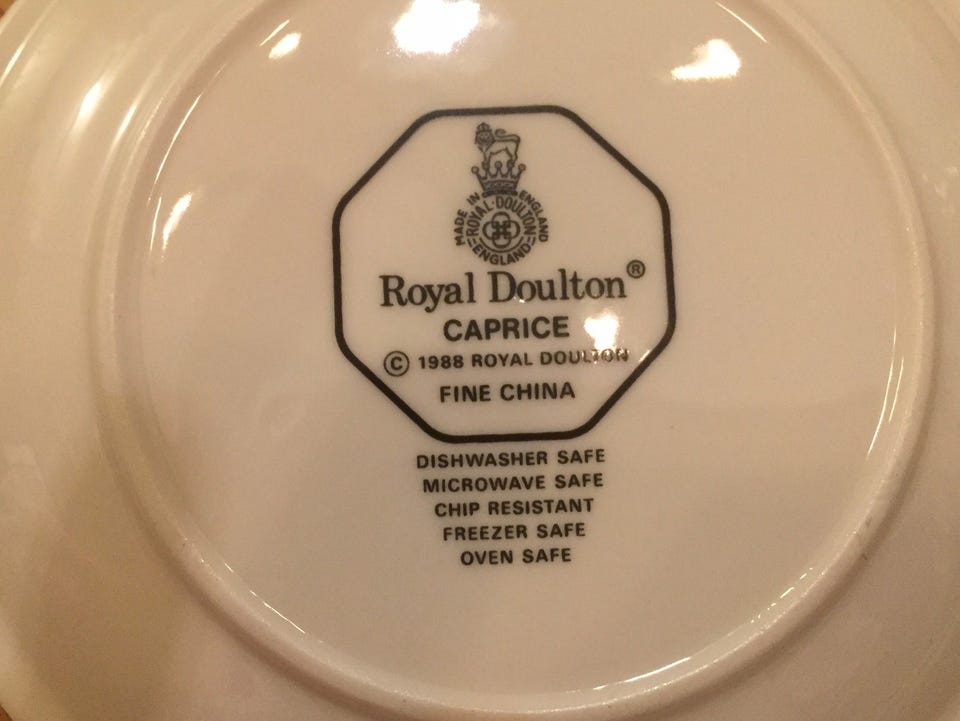 MADE IN ENGLAND
ROYAL·DOULTON
ENGLAND
Royal Doulton®
CAPRICE
© 1988 ROYAL DOULTON
FINE CHINA
DISHWASHER SAFE
MICROWAVE SAFE
CHIP RESISTANT
FREEZER SAFE
OVEN SAFE